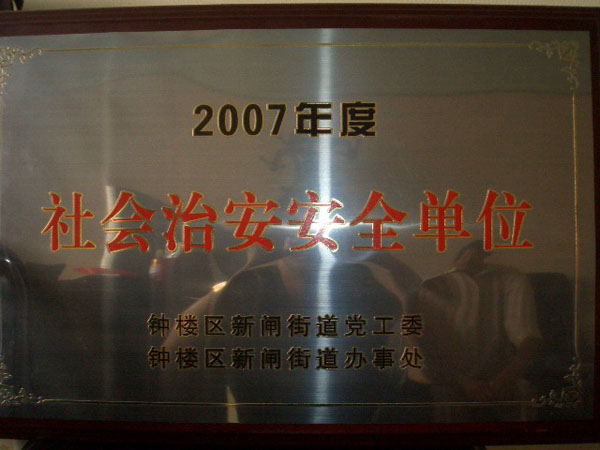 2007年度
社会治安安全单位
钟楼区新闸街道党工委
钟楼区新闸街道办事处